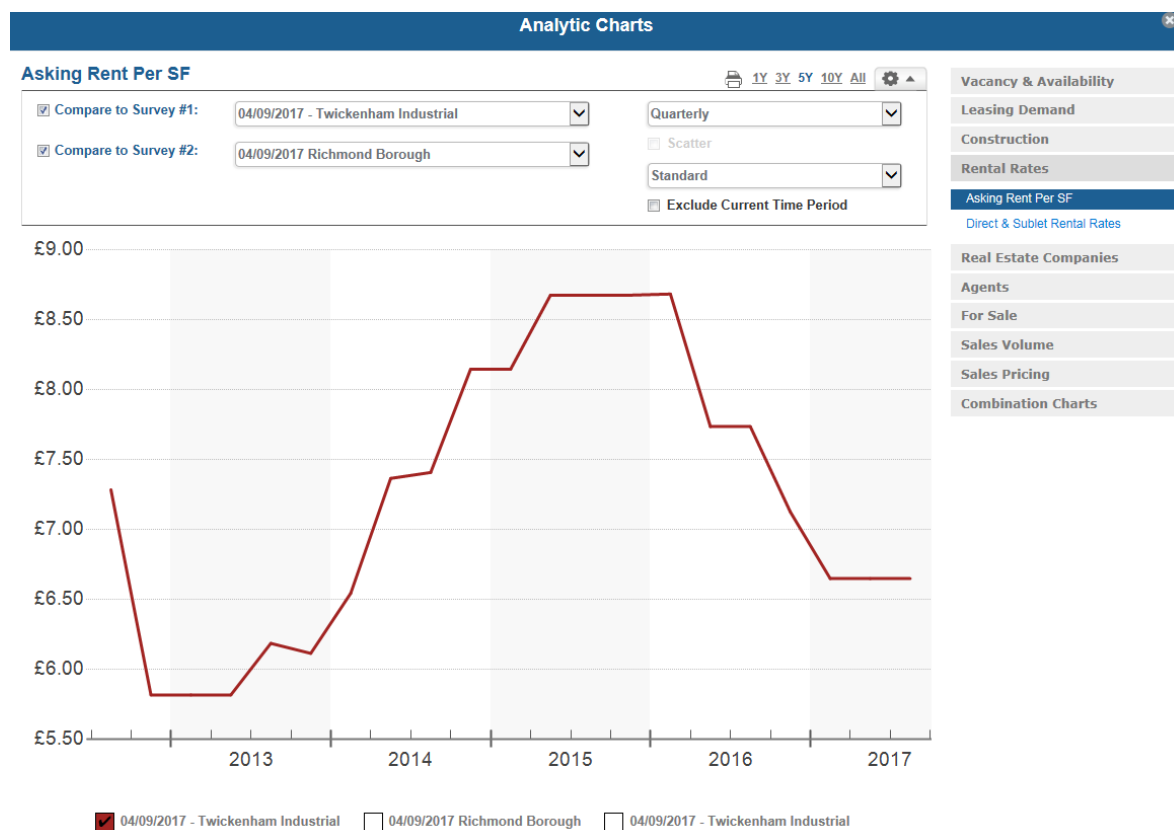 Analytic Charts
Asking Rent Per SF
1Y 3Y 5Y 10Y All
Compare to Survey #1:
04/09/2017 - Twickenham Industrial
Quarterly
Scatter
Compare to Survey #2:
04/09/2017 Richmond Borough
Standard
Exclude Current Time Period
Vacancy & Availability
Leasing Demand
Construction
Rental Rates
Asking Rent Per SF
Direct & Sublet Rental Rates
Real Estate Companies
Agents
For Sale
Sales Volume
Sales Pricing
Combination Charts
£9.00
£8.50
£8.00
£7.50
£7.00
£6.50
£6.00
£5.50
2013 2014 2015 2016 2017
04/09/2017 - Twickenham Industrial 04/09/2017 Richmond Borough 04/09/2017 - Twickenham Industrial